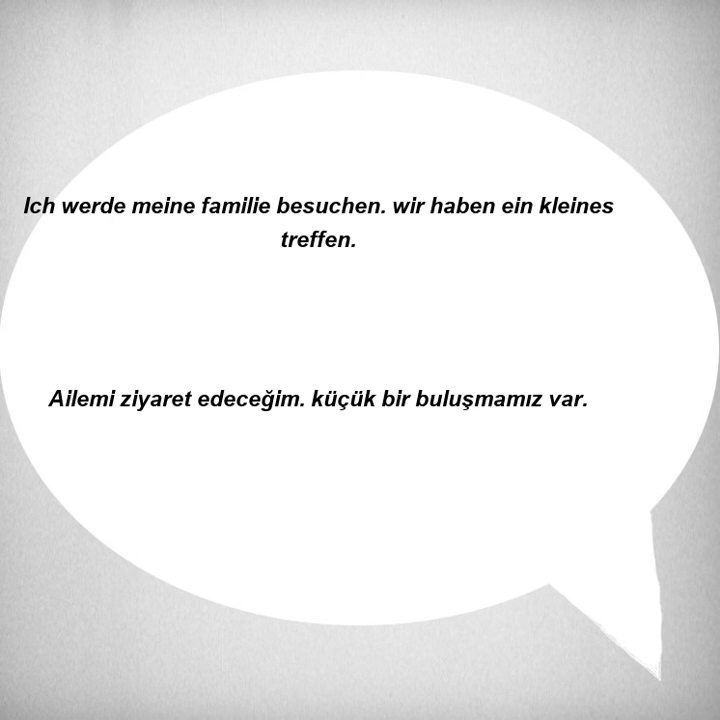 Ich werde meine familie besuchen. wir haben ein kleines
treffen.
Ailemi ziyaret edeceğim. küçük bir buluşmamız var.